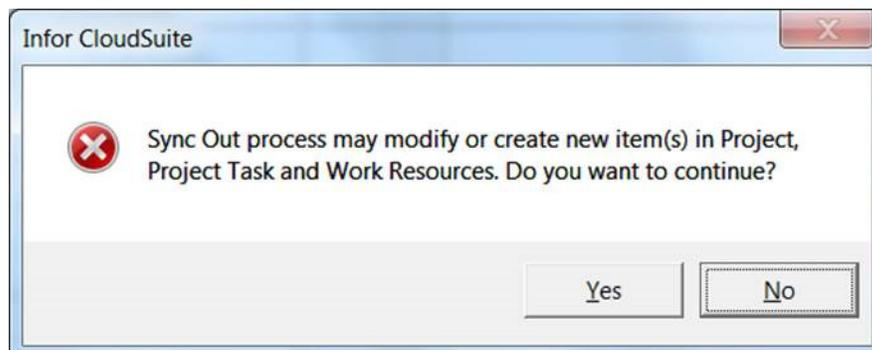 Infor CloudSuite
Sync Out process may modify or create new item(s) in Project,
Project Task and Work Resources. Do you want to continue?
Yes
No